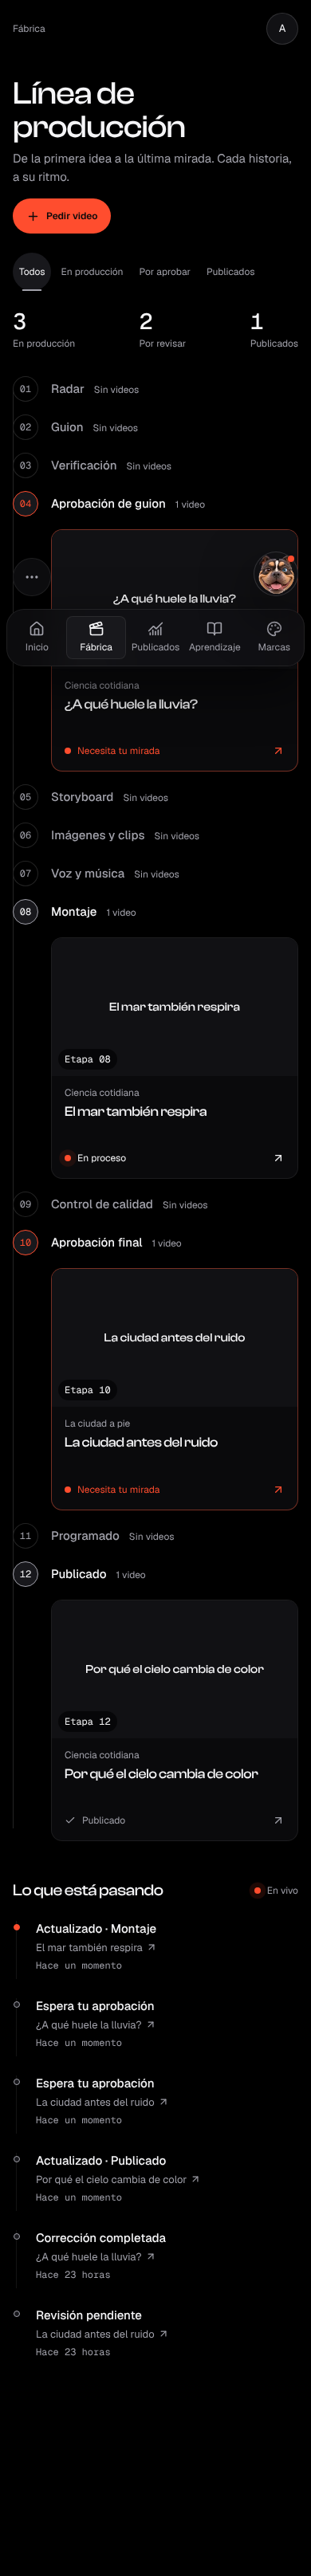 Fábrica
A
Línea de
producción
De la primera idea a la última mirada. Cada historia,
a su ritmo.
Pedir video
Todos
En producción
Por aprobar
Publicados
3
En producción
2
Por revisar
1
Publicados
01 Radar Sin videos
02 Guion Sin videos
03 Verificación Sin videos
04 Aprobación de guion 1 video
¿A qué huele la lluvia?
Inicio
Fábrica
Publicados
Aprendizaje
Marcas
Ciencia cotidiana
¿A qué huele la lluvia?
Necesita tu mirada
05 Storyboard Sin videos
06 Imágenes y clips Sin videos
07 Voz y música Sin videos
08 Montaje 1 video
El mar también respira
Etapa 08
Ciencia cotidiana
El mar también respira
En proceso
09 Control de calidad Sin videos
10 Aprobación final 1 video
La ciudad antes del ruido
Etapa 10
La ciudad a pie
La ciudad antes del ruido
Necesita tu mirada
11 Programado Sin videos
12 Publicado 1 video
Por qué el cielo cambia de color
Etapa 12
Ciencia cotidiana
Por qué el cielo cambia de color
Publicado
Lo que está pasando
En vivo
Actualizado · Montaje
El mar también respira
Hace un momento
Espera tu aprobación
¿A qué huele la lluvia?
Hace un momento
Espera tu aprobación
La ciudad antes del ruido
Hace un momento
Actualizado · Publicado
Por qué el cielo cambia de color
Hace un momento
Corrección completada
¿A qué huele la lluvia?
Hace 23 horas
Revisión pendiente
La ciudad antes del ruido
Hace 23 horas